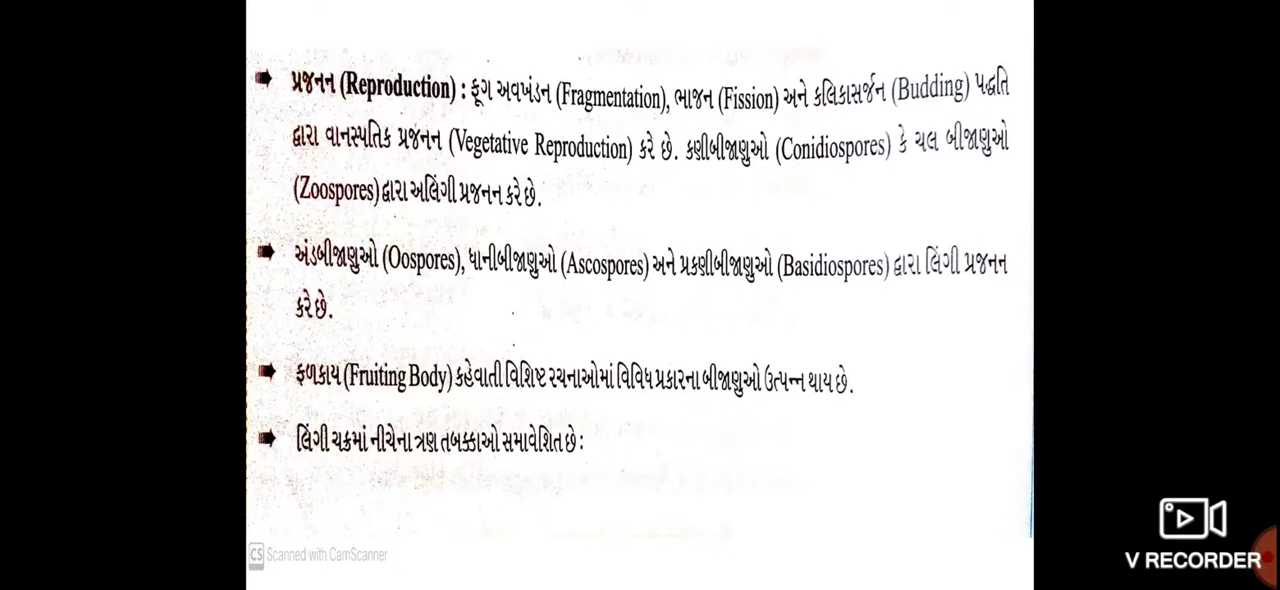 ➠ પ્રજનન (Reproduction) : ફૂગ અવખંડન (Fragmentation), ભાજન (Fission) અને કલિકાસર્જન (Budding) પદ્ધતિ
દ્વારા વાનસ્પતિક પ્રજનન (Vegetative Reproduction) કરે છે. કણીબીજાણુઓ (Conidiospores) કે ચલ બીજાણુઓ
(Zoospores) દ્વારા અલિંગી પ્રજનન કરે છે.
➠ અંડબીજાણુઓ (Oospores), ધાનીબીજાણુઓ (Ascospores) અને પ્રકણીબીજાણુઓ (Basidiospores) દ્વારા લિંગી પ્રજનન
કરે છે.
➠ ફળકાય (Fruiting Body) કહેવાતી વિશિષ્ટ રચનાઓમાં વિવિધ પ્રકારના બીજાણુઓ ઉત્પન્ન થાય છે.
➠ લિંગી ચક્રમાં નીચેના ત્રણ તબક્કાઓ સમાવેશિત છે :
CS Scanned with CamScanner
V RECORDER